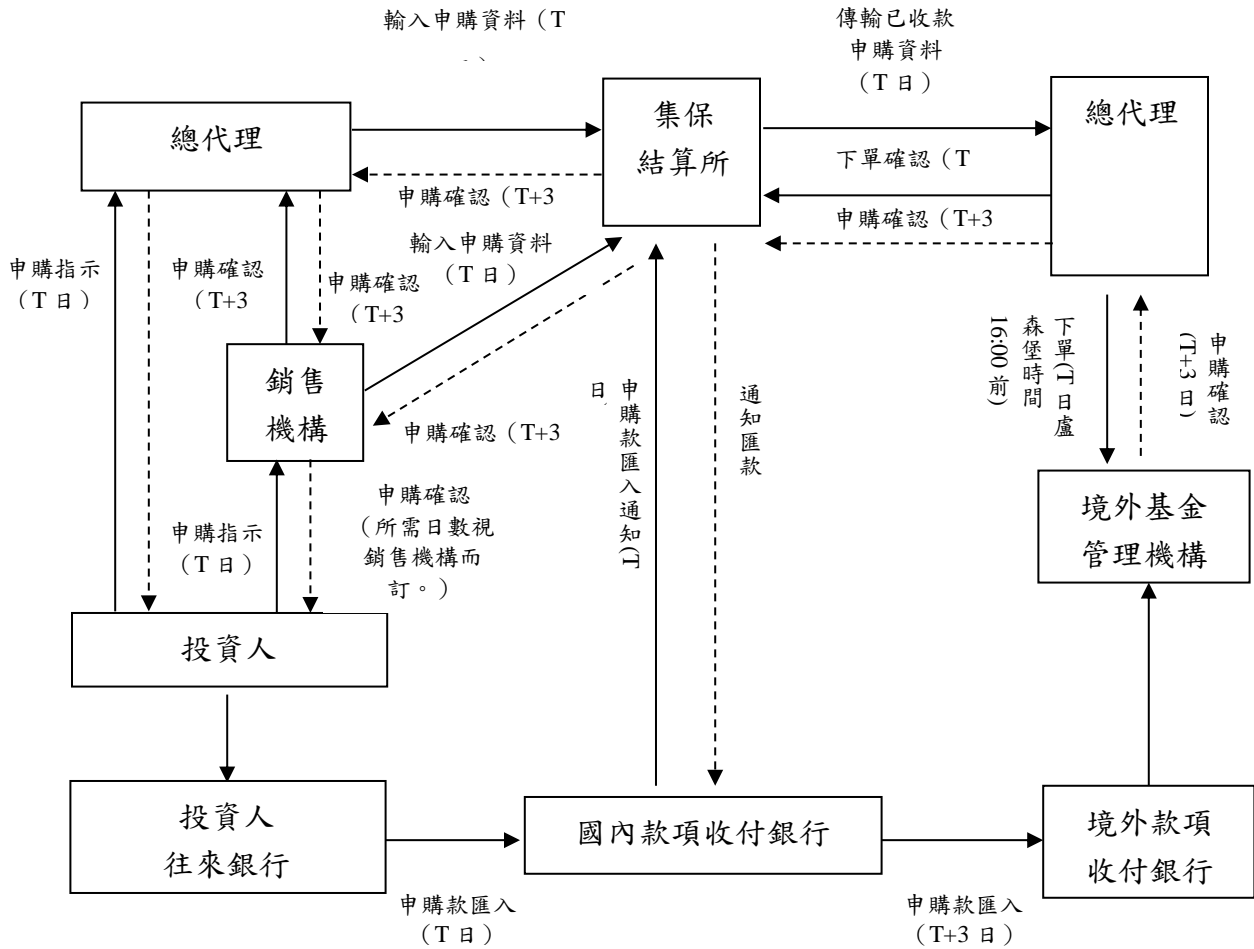 輸入申購資料（T
傳輸已收款
申購資料
（T 日）
總代理
集保
結算所
總代理
下單確認（T
申購確認（T+3
申購確認（T+3
輸入申購資料
（T 日）
申購指示
（T 日）
申購確認
（T+3
申購確認
（T+3
銷售
機構
申購確認（T+3
申購款匯入通知(T
日
通知匯款
下單(T 日盧
森堡時間
16:00 前)
申購確認
(T+3 日)
申購指示
（T 日）
申購確認
（所需日數視
銷售機構而
訂。）
境外基金
管理機構
投資人
投資人
往來銀行
國內款項收付銀行
境外款項
收付銀行
申購款匯入
（T 日）
申購款匯入
（T+3 日）